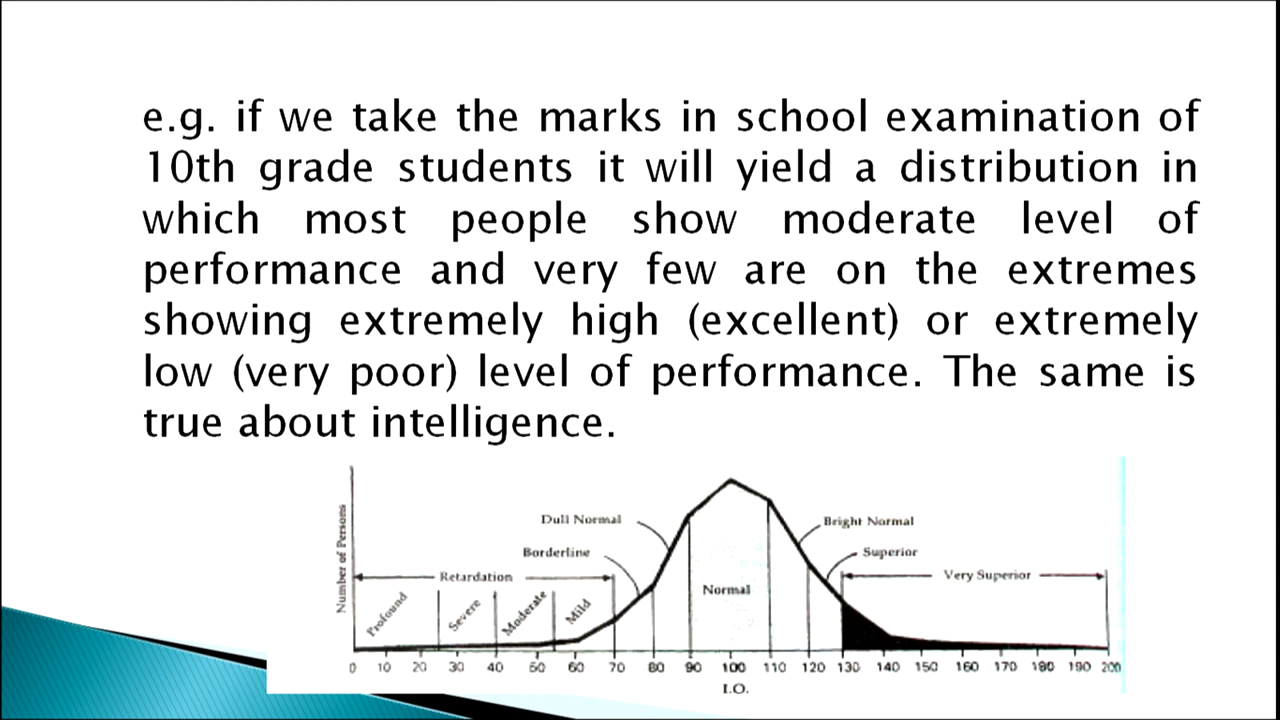 e.g. if we take the marks in school examination of
10th grade students it will yield a distribution in
which most people show moderate level of
performance and very few are on the extremes
showing extremely high (excellent) or extremely
low (very poor) level of performance. The same is
true about intelligence.
Number of Persons
Dull Normal
Bright Normal
Borderline
Superior
Retardation
Very Superior
Profound
Severe
Moderate
Mild
Normal
0 10 20 30 40 50 60 70 80 90 100 110 120 130 140 150 160 170 180 190 200
I.O.